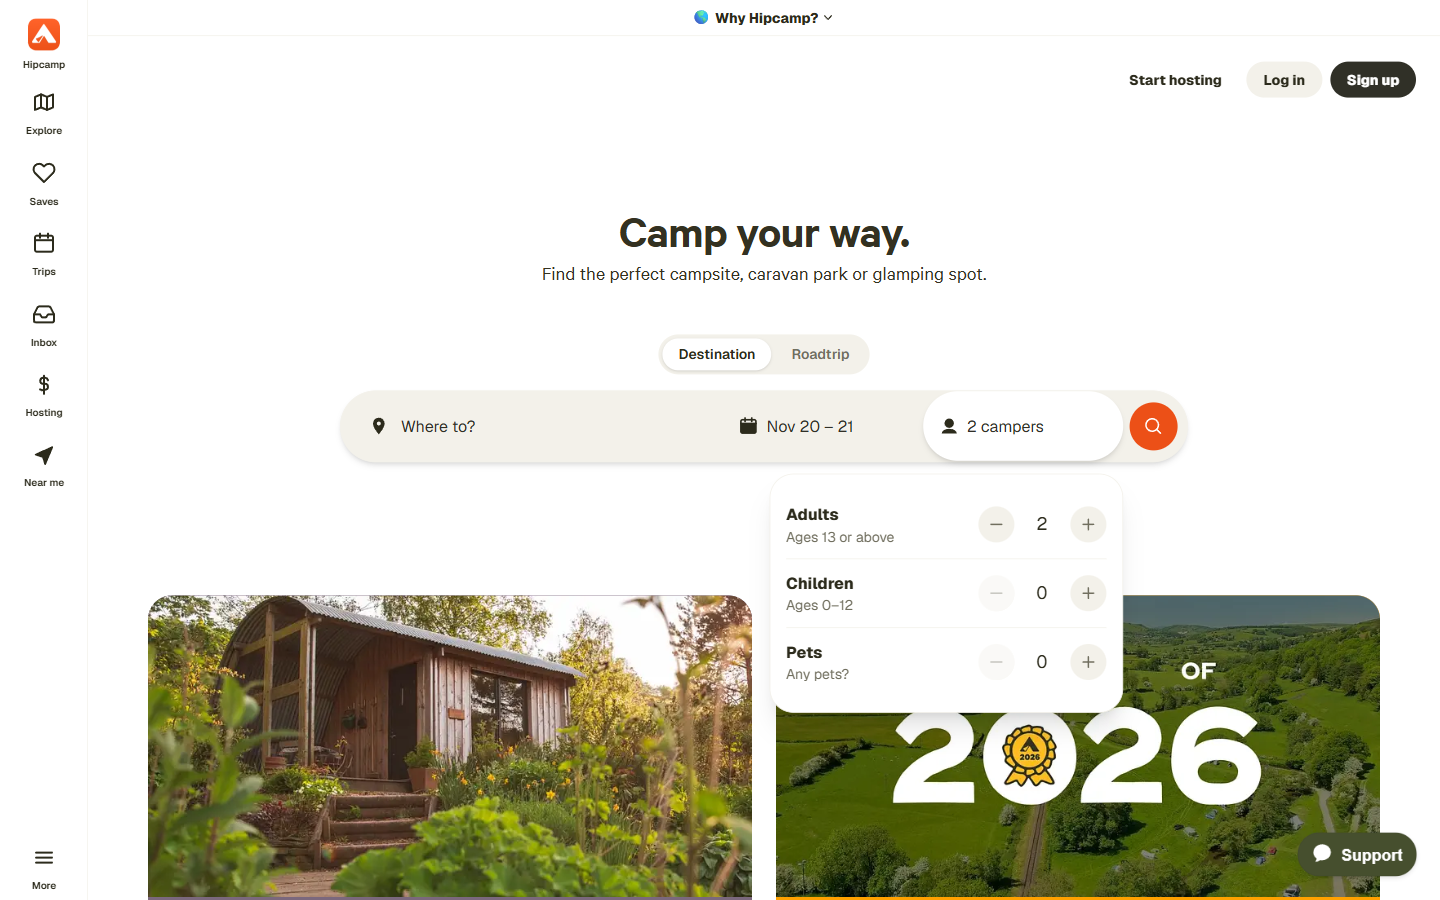 Why Hipcamp?
Hipcamp
Explore
Saves
Trips
Inbox
Hosting
Near me
More
Start hosting
Log in
Sign up
Camp your way.
Find the perfect campsite, caravan park or glamping spot.
Destination
Roadtrip
Where to?
Nov 20 – 21
2 campers
Adults
Ages 13 or above
2
Children
Ages 0–12
0
Pets
Any pets?
0
OF
2026
2026
Support